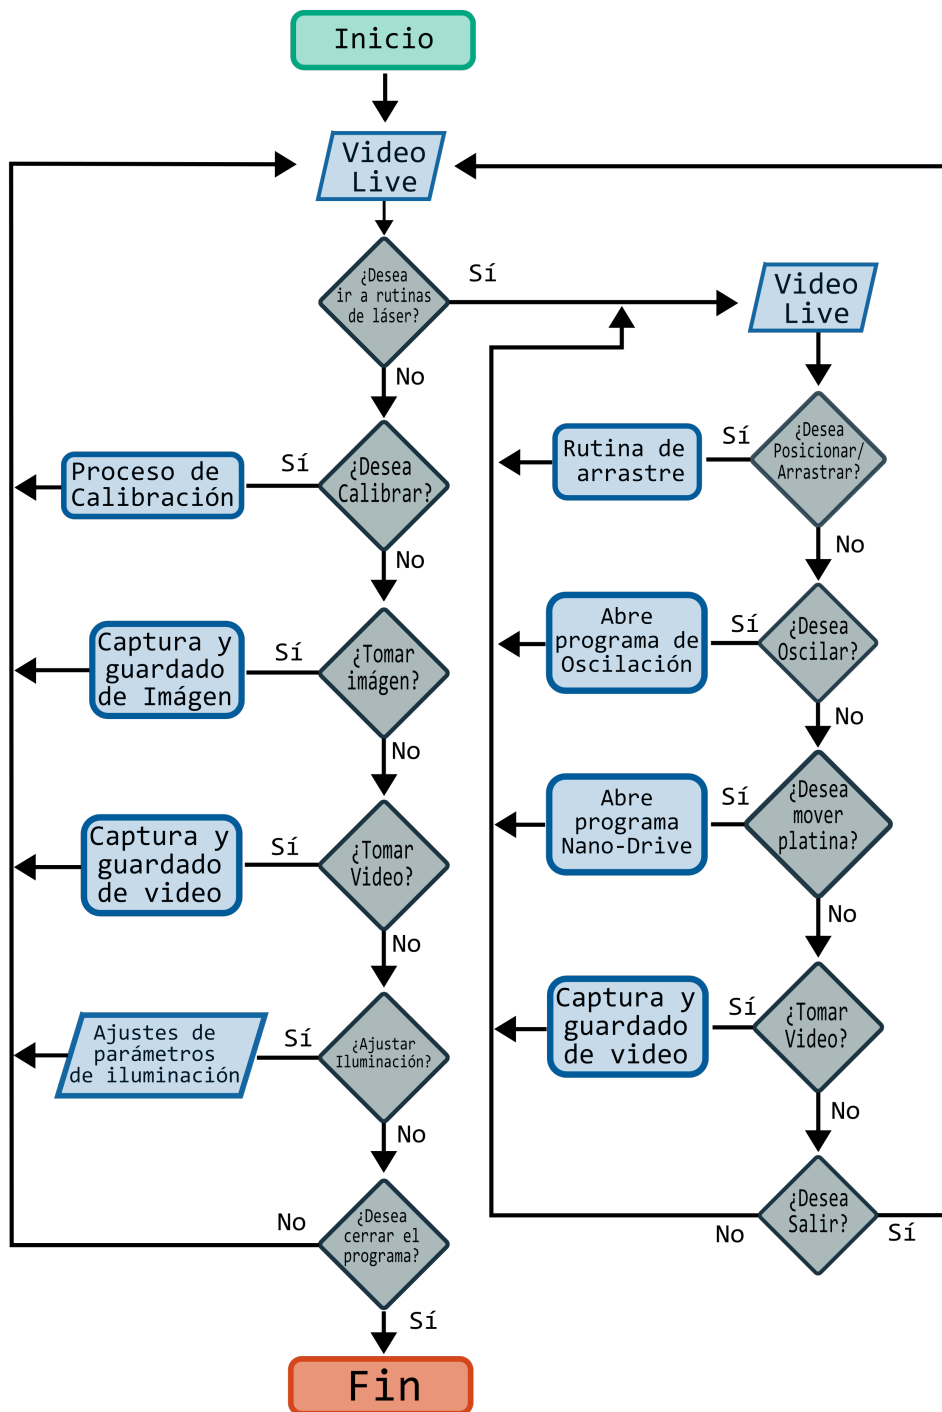 Inicio
Video
Live
¿Desea
ir a rutinas
de láser?
Sí
No
¿Desea
Calibrar?
Sí
Proceso de
Calibración
No
¿Tomar
imágen?
Sí
Captura y
guardado
de Imágen
No
¿Tomar
Video?
Sí
Captura y
guardado
de video
No
¿Ajustar
Iluminación?
Sí
Ajustes de
parámetros
de iluminación
No
¿Desea
cerrar el
programa?
No
Sí
Fin
Video
Live
¿Desea
Posicionar/
Arrastrar?
Sí
Rutina de
arrastre
No
¿Desea
Oscilar?
Sí
Abre
programa de
Oscilación
No
¿Desea
mover
platina?
Sí
Abre
programa
Nano-Drive
No
¿Tomar
Video?
Sí
Captura y
guardado
de video
No
¿Desea
Salir?
No
Sí